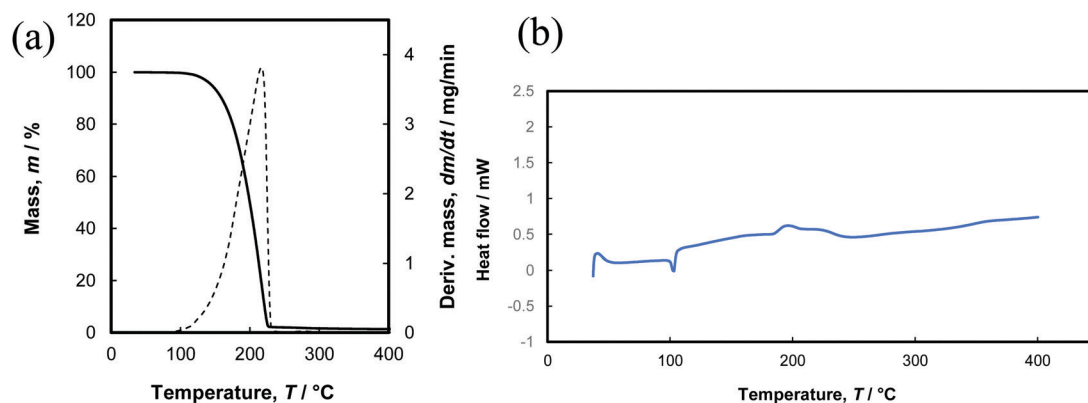 (a)
120
100
80
60
40
20
0
Mass, m / %
4
3
2
1
0
Deriv. mass, dm/dt / mg/min
0 100 200 300 400
Temperature, T / °C
(b)
2.5
2
1.5
1
0.5
0
-0.5
-1
Heat flow / mW
0 100 200 300 400
Temperature, T / °C